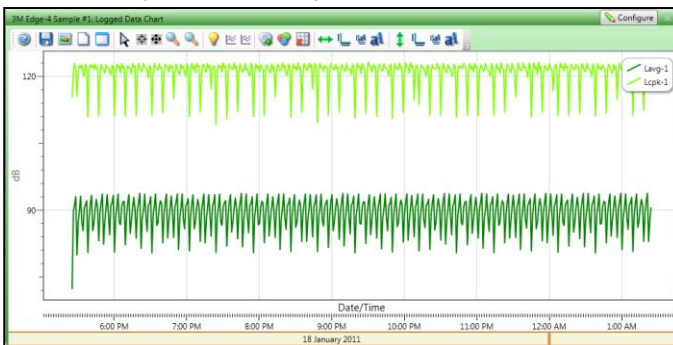 3M Edge-4 Sample #1: Logged Data Chart
Configure
al
al
Lavg-1
Lcpk-1
120
dB
90
Date/Time
6:00 PM 7:00 PM 8:00 PM 9:00 PM 10:00 PM 11:00 PM 12:00 AM 1:00 AM
18 January 2011